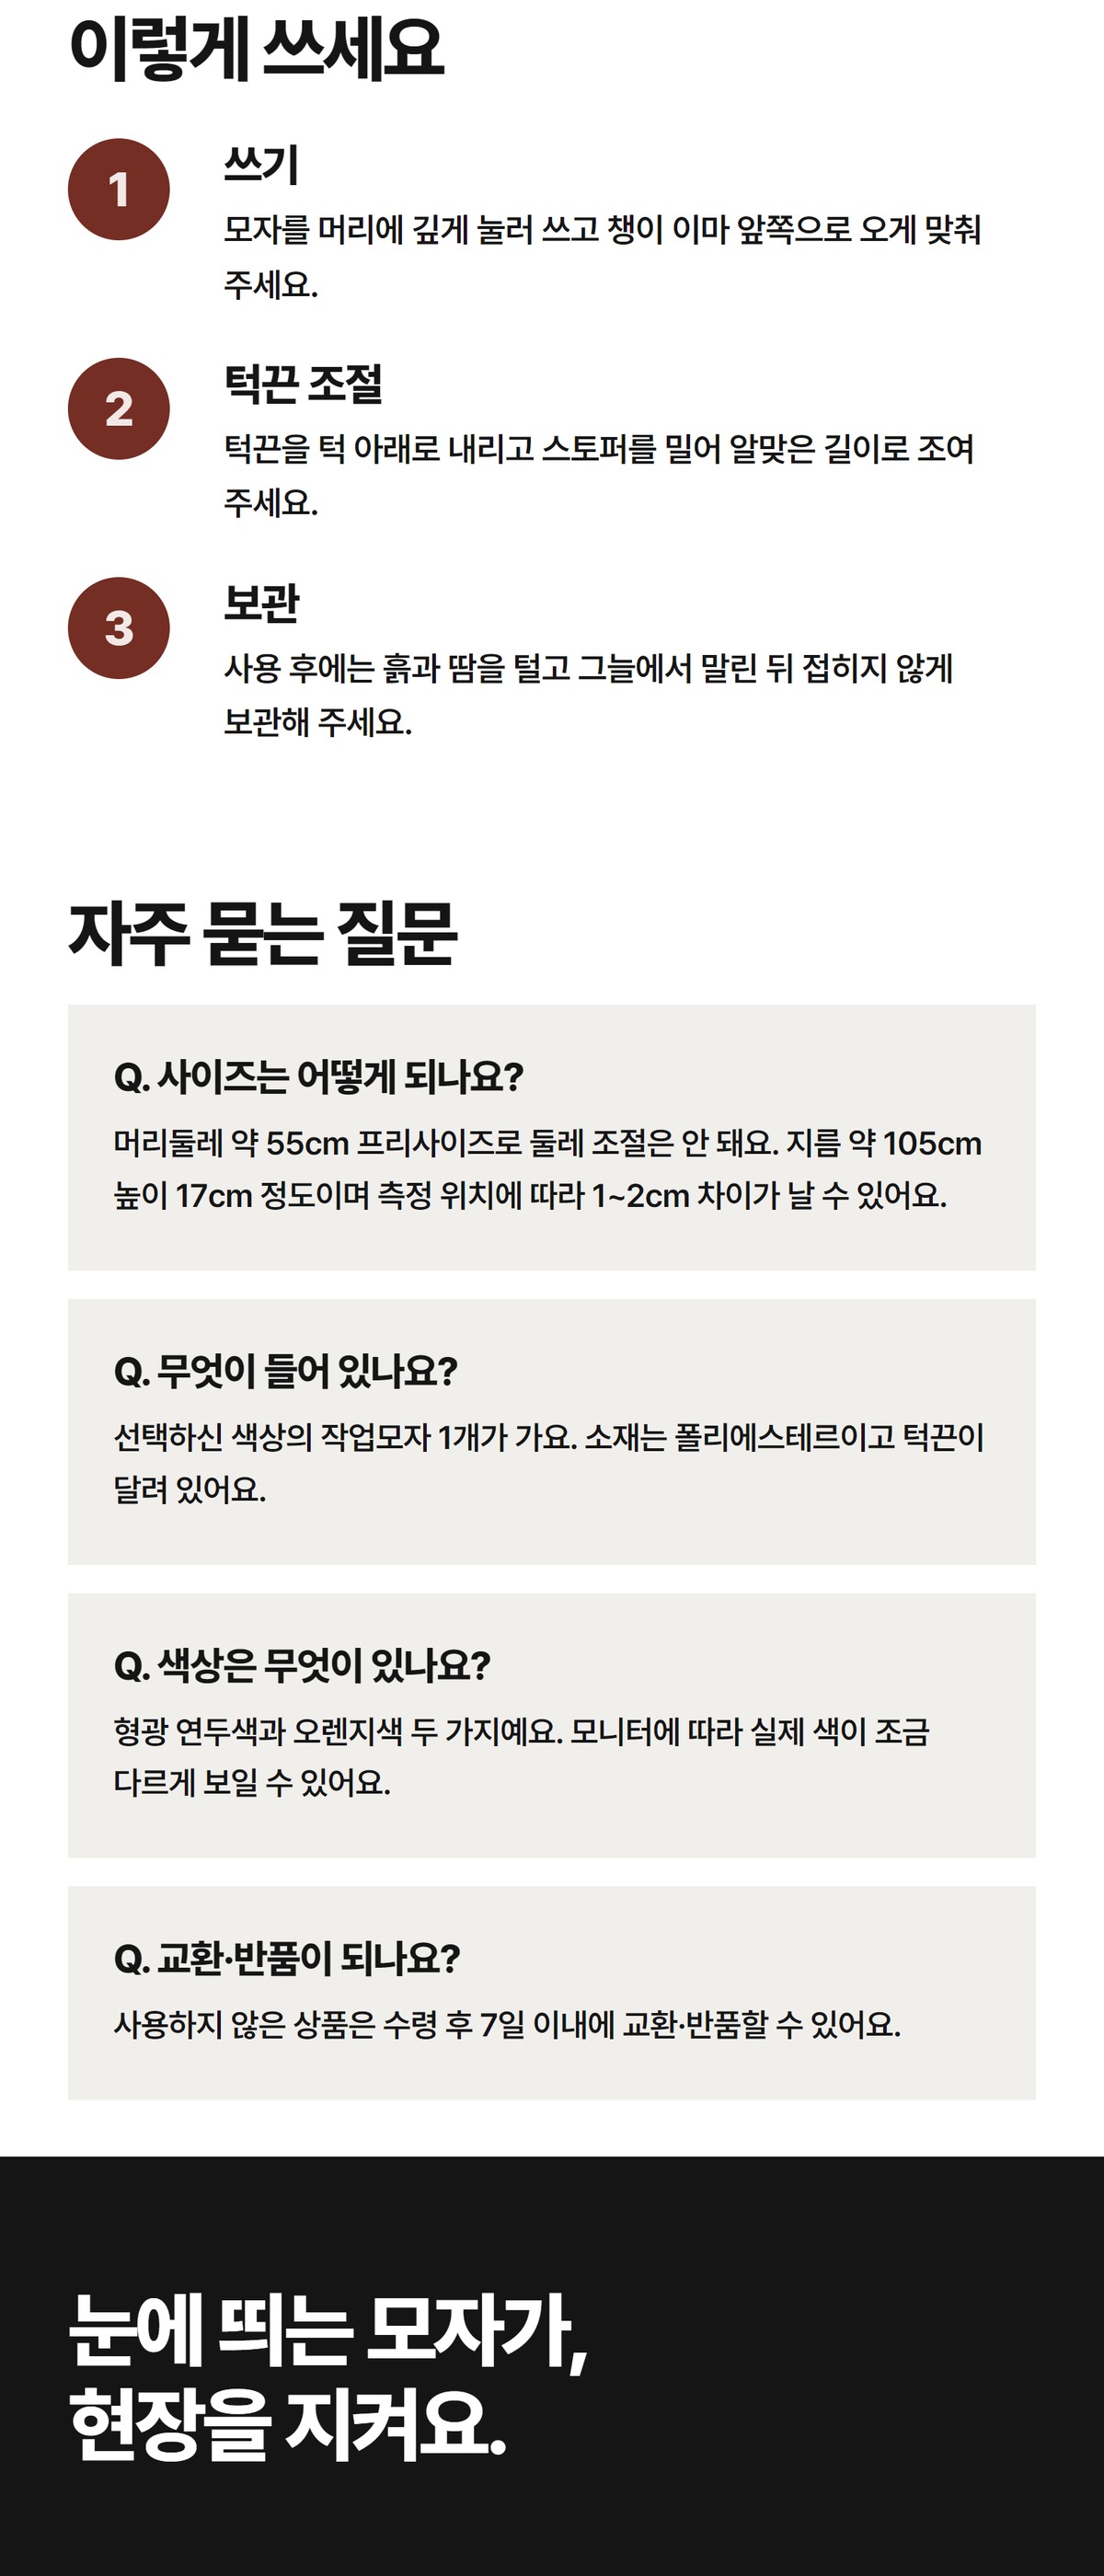 이렇게 쓰세요
1
쓰기
모자를 머리에 깊게 눌러 쓰고 챙이 이마 앞쪽으로 오게 맞춰
주세요.
2
턱끈 조절
턱끈을 턱 아래로 내리고 스토퍼를 밀어 알맞은 길이로 조여
주세요.
3
보관
사용 후에는 흙과 땀을 털고 그늘에서 말린 뒤 접히지 않게
보관해 주세요.
자주 묻는 질문
Q. 사이즈는 어떻게 되나요?
머리둘레 약 55cm 프리사이즈로 둘레 조절은 안 돼요. 지름 약 105cm
높이 17cm 정도이며 측정 위치에 따라 1~2cm 차이가 날 수 있어요.
Q. 무엇이 들어 있나요?
선택하신 색상의 작업모자 1개가 가요. 소재는 폴리에스테르이고 턱끈이
달려 있어요.
Q. 색상은 무엇이 있나요?
형광 연두색과 오렌지색 두 가지예요. 모니터에 따라 실제 색이 조금
다르게 보일 수 있어요.
Q. 교환·반품이 되나요?
사용하지 않은 상품은 수령 후 7일 이내에 교환·반품할 수 있어요.
눈에 띄는 모자가,
현장을 지켜요.